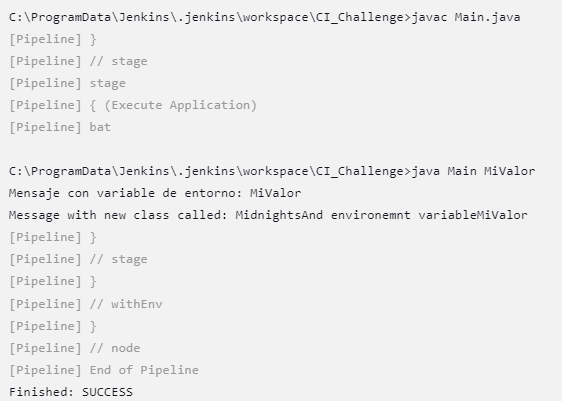 C:\ProgramData\Jenkins\.jenkins\workspace\CI_Challenge>javac Main.java
[Pipeline] }
[Pipeline] // stage
[Pipeline] stage
[Pipeline] { (Execute Application)
[Pipeline] bat
C:\ProgramData\Jenkins\.jenkins\workspace\CI_Challenge>java Main MiValor
Mensaje con variable de entorno: MiValor
Message with new class called: MidnightsAnd environemnt variableMiValor
[Pipeline] }
[Pipeline] // stage
[Pipeline] }
[Pipeline] // withEnv
[Pipeline] }
[Pipeline] // node
[Pipeline] End of Pipeline
Finished: SUCCESS